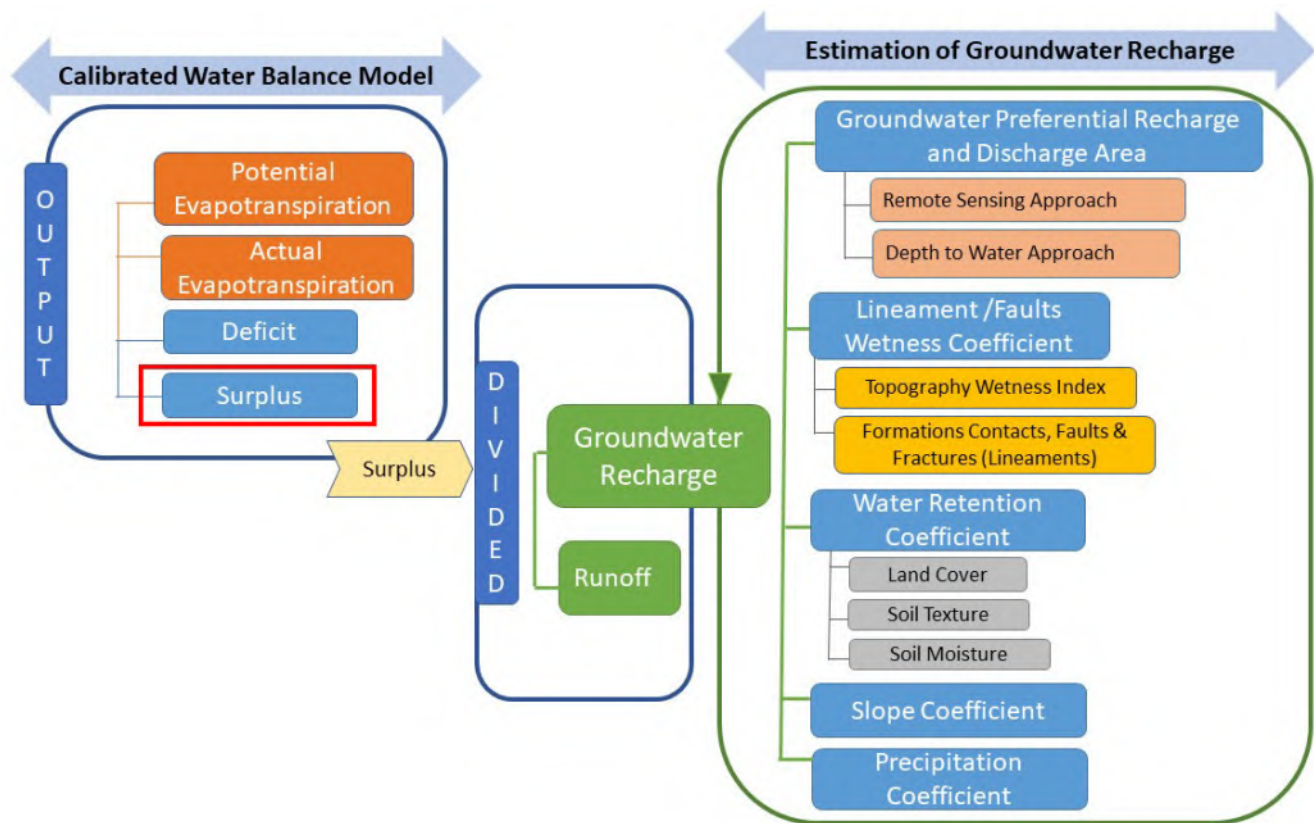 Calibrated Water Balance Model
OUTPUT
Potential
Evapotranspiration
Actual
Evapotranspiration
Deficit
Surplus
Surplus
DIVIDED
Groundwater
Recharge
Runoff
Estimation of Groundwater Recharge
Groundwater Preferential Recharge
and Discharge Area
Remote Sensing Approach
Depth to Water Approach
Lineament /Faults
Wetness Coefficient
Topography Wetness Index
Formations Contacts, Faults &
Fractures (Lineaments)
Water Retention
Coefficient
Land Cover
Soil Texture
Soil Moisture
Slope Coefficient
Precipitation
Coefficient